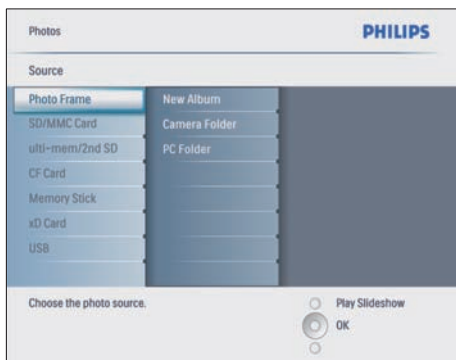 Photos
PHILIPS
Source
Photo Frame
New Album
SD/MMC Card
Camera Folder
ulti-mem/2nd SD
PC Folder
CF Card
Memory Stick
xD Card
USB
Choose the photo source.
Play Slideshow
OK